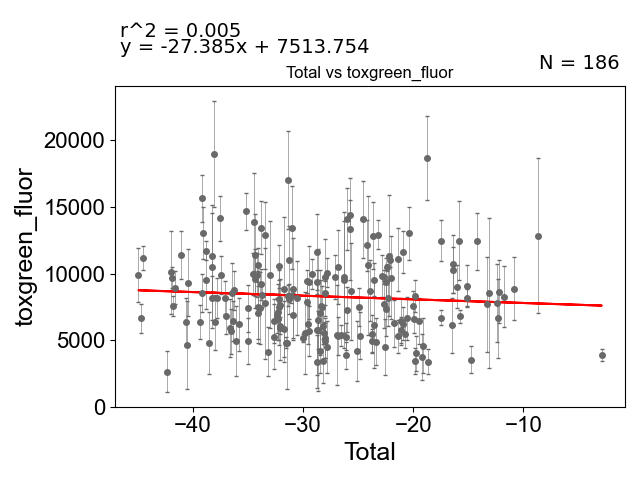 r^2 = 0.005
y = -27.385x + 7513.754
N = 186
Total vs toxgreen_fluor
20000
15000
10000
5000
0
toxgreen_fluor
−40
−30
−20
−10
Total